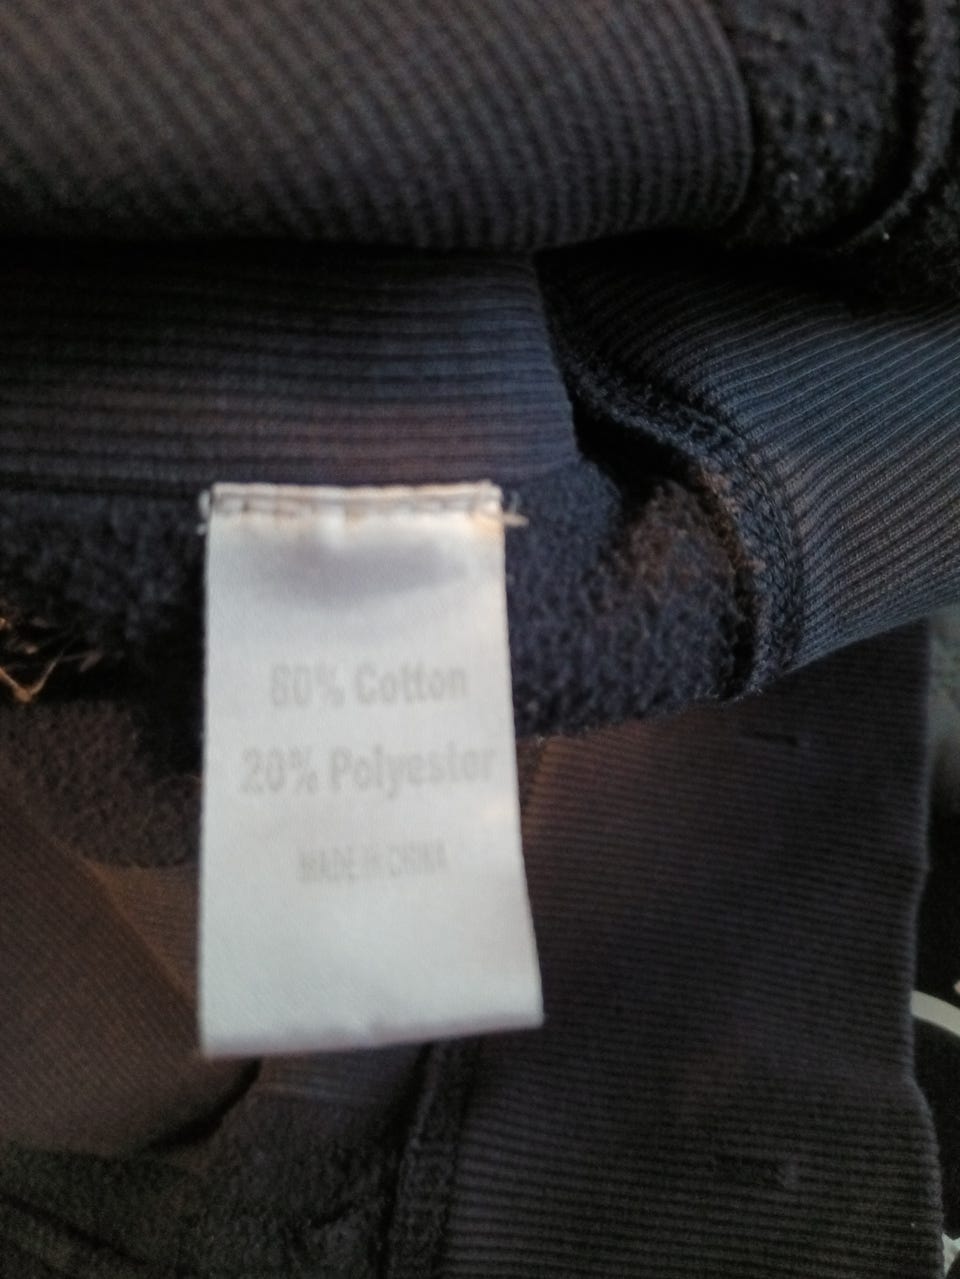 80% Cotton
20% Polyester
MADE IN CHINA